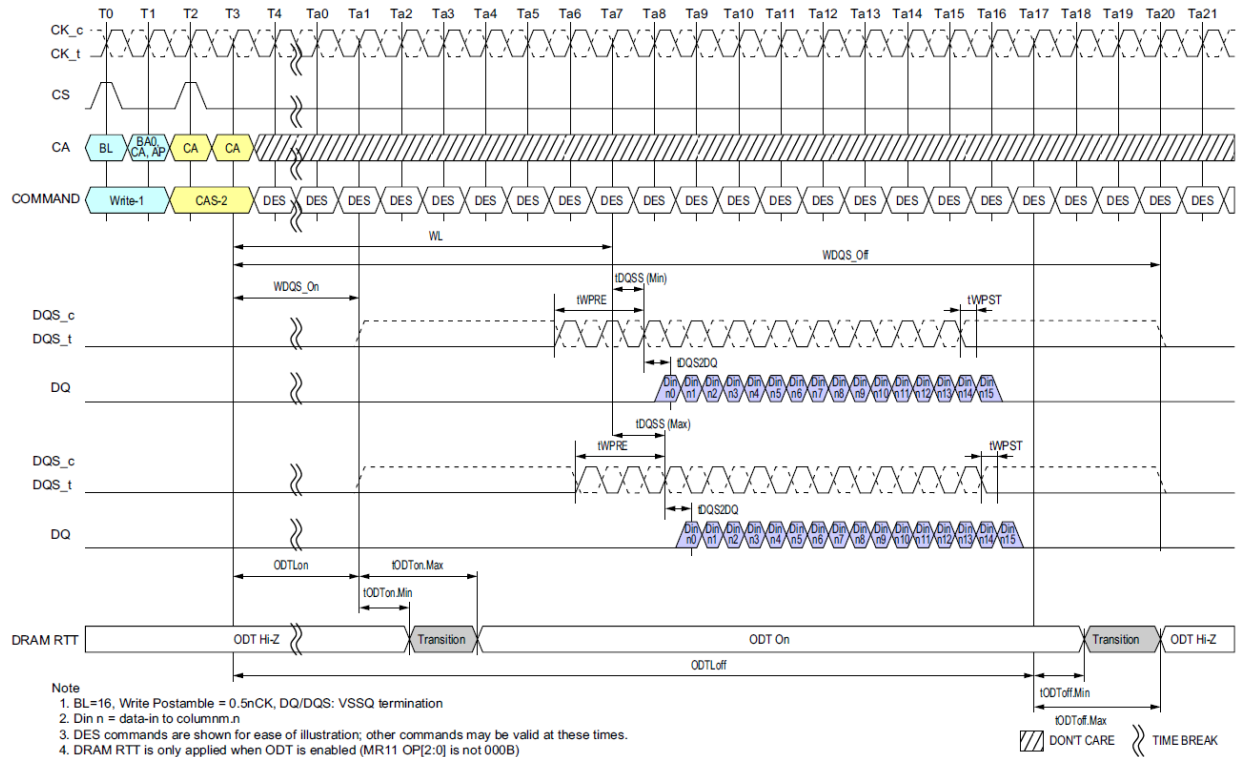 T0 T1 T2 T3 T4 Ta0 Ta1 Ta2 Ta3 Ta4 Ta5 Ta6 Ta7 Ta8 Ta9 Ta10 Ta11 Ta12 Ta13 Ta14 Ta15 Ta16 Ta17 Ta18 Ta19 Ta20 Ta21
CK_c
CK_t
CS
CA BL BA0, CA, AP CA CA
COMMAND Write-1 CAS-2 DES DES DES DES DES DES DES DES DES DES DES DES DES DES DES DES DES DES DES DES DES DES DES
WL
WDQS_Off
WDQS_On
tDQSS (Min)
tWPRE
tWPST
DQS_c
DQS_t
tDQS2DQ
DQ Din n0 Din n1 Din n2 Din n3 Din n4 Din n5 Din n6 Din n7 Din n8 Din n9 Din n10 Din n11 Din n12 Din n13 Din n14 Din n15
tDQSS (Max)
tWPRE
tWPST
DQS_c
DQS_t
tDQS2DQ
DQ Din n0 Din n1 Din n2 Din n3 Din n4 Din n5 Din n6 Din n7 Din n8 Din n9 Din n10 Din n11 Din n12 Din n13 Din n14 Din n15
ODTLon
tODTon.Max
tODTon.Min
DRAM RTT ODT Hi-Z Transition ODT On Transition ODT Hi-Z
ODTLoff
tODToff.Min
tODToff.Max
Note
1. BL=16, Write Postamble = 0.5nCK, DQ/DQS: VSSQ termination
2. Din n = data-in to columnm.n
3. DES commands are shown for ease of illustration; other commands may be valid at these times.
4. DRAM RTT is only applied when ODT is enabled (MR11 OP[2:0] is not 000B)
DON'T CARE TIME BREAK